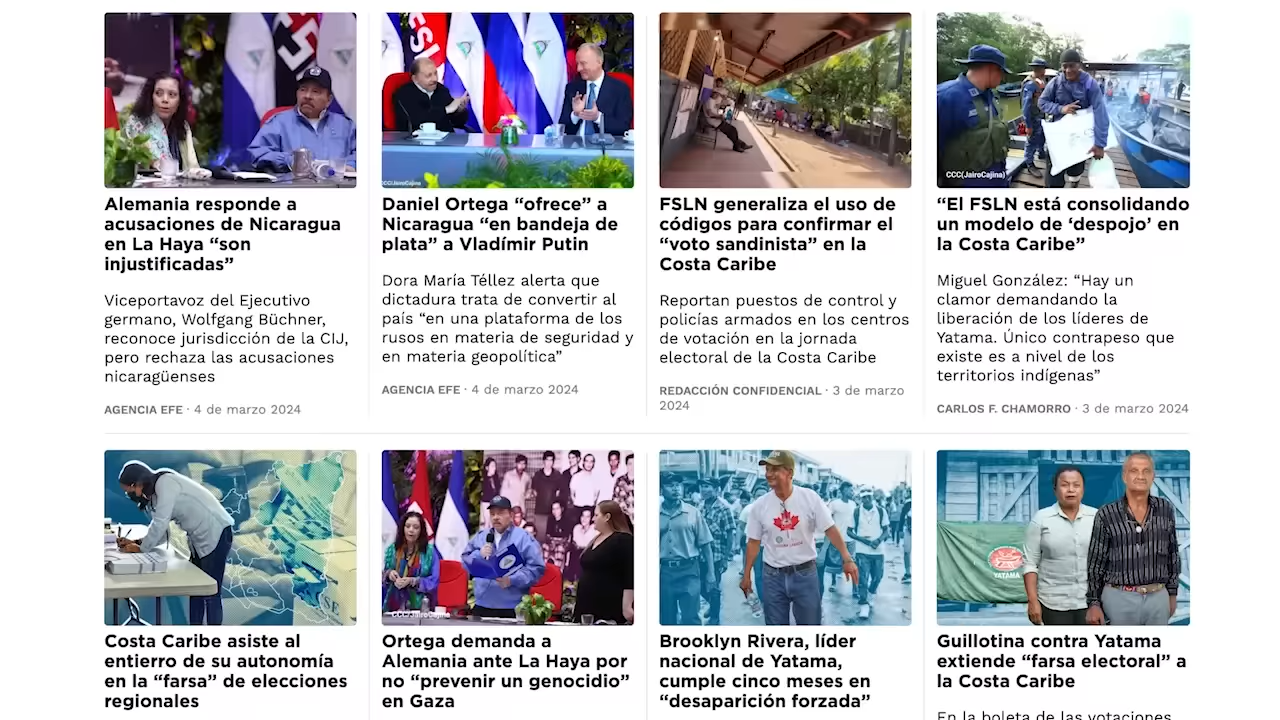 CCC(JairoCajina)
CCC(JairoCajina)
Alemania responde a
acusaciones de Nicaragua
en La Haya “son
injustificadas”
Viceportavoz del Ejecutivo
germano, Wolfgang Büchner,
reconoce jurisdicción de la CIJ,
pero rechaza las acusaciones
nicaragüenses
AGENCIA EFE · 4 de marzo 2024
Daniel Ortega “ofrece” a
Nicaragua “en bandeja de
plata” a Vladímir Putin
Dora María Téllez alerta que
dictadura trata de convertir al
país “en una plataforma de los
rusos en materia de seguridad y
en materia geopolítica”
AGENCIA EFE · 4 de marzo 2024
FSLN generaliza el uso de
códigos para confirmar el
“voto sandinista” en la
Costa Caribe
Reportan puestos de control y
policías armados en los centros
de votación en la jornada
electoral de la Costa Caribe
REDACCIÓN CONFIDENCIAL · 3 de marzo
2024
“El FSLN está consolidando
un modelo de ‘despojo’ en
la Costa Caribe”
Miguel González: “Hay un
clamor demandando la
liberación de los líderes de
Yatama. Único contrapeso que
existe es a nivel de los
territorios indígenas”
CARLOS F. CHAMORRO · 3 de marzo 2024
CCC(JairoCajina)
YATAMA
Costa Caribe asiste al
entierro de su autonomía
en la “farsa” de elecciones
regionales
Ortega demanda a
Alemania ante La Haya por
no “prevenir un genocidio”
en Gaza
Brooklyn Rivera, líder
nacional de Yatama,
cumple cinco meses en
“desaparición forzada”
Guillotina contra Yatama
extiende “farsa electoral” a
la Costa Caribe
En la boleta de las votaciones